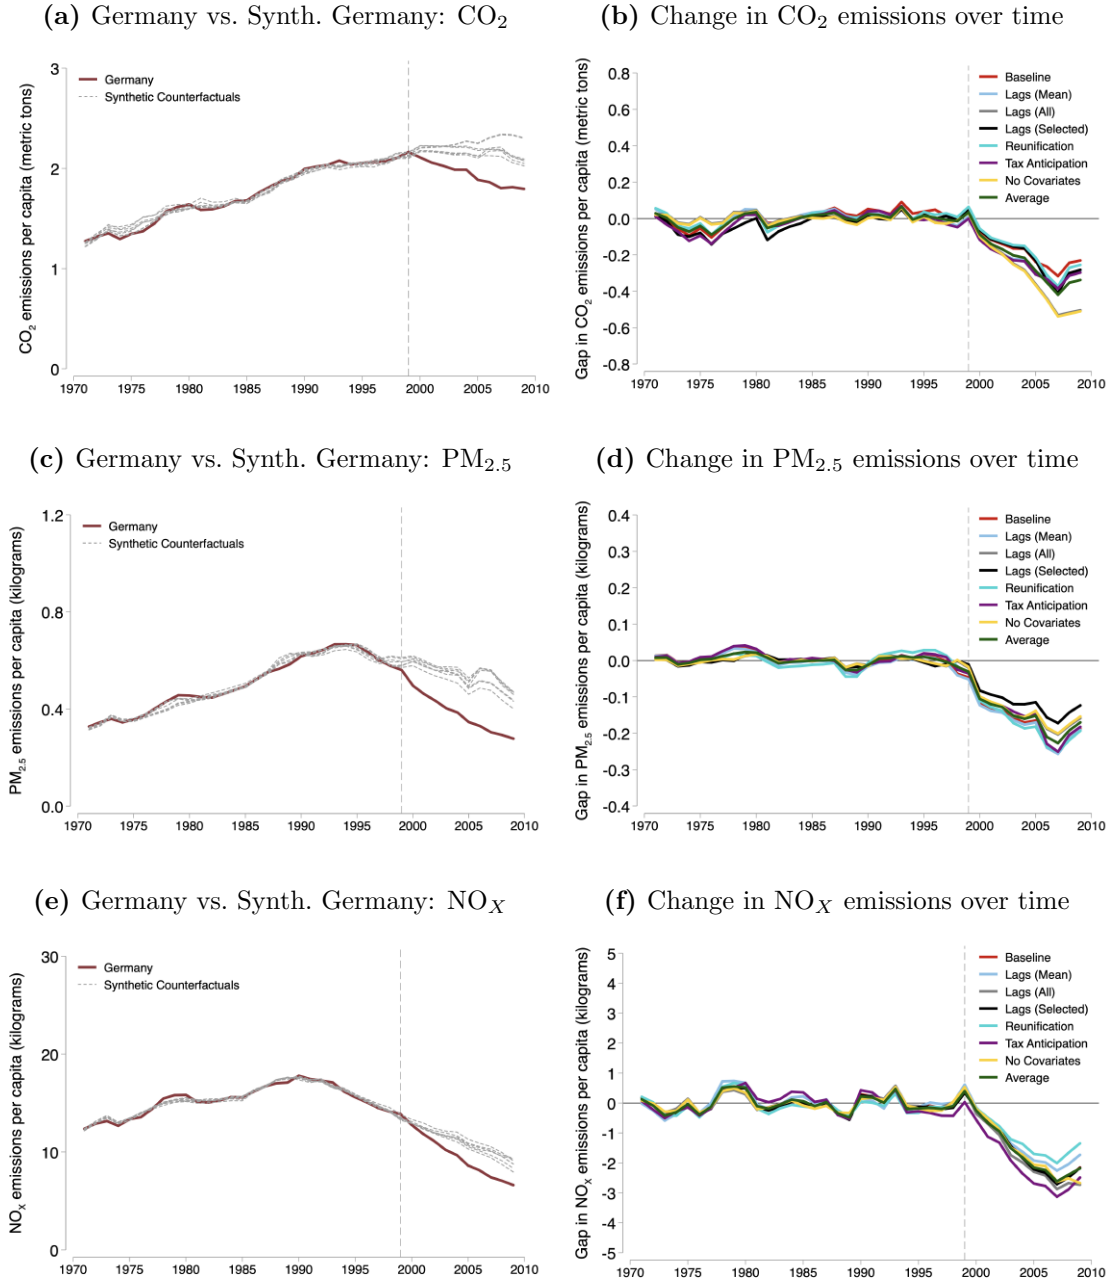 (a) Germany vs. Synth. Germany: CO₂
CO₂ emissions per capita (metric tons)
3
2
1
0
Germany
Synthetic Counterfactuals
1970 1975 1980 1985 1990 1995 2000 2005 2010
(b) Change in CO₂ emissions over time
Gap in CO₂ emissions per capita (metric tons)
0.8
0.6
0.4
0.2
0.0
-0.2
-0.4
-0.6
-0.8
Baseline
Lags (Mean)
Lags (All)
Lags (Selected)
Reunification
Tax Anticipation
No Covariates
Average
1970 1975 1980 1985 1990 1995 2000 2005 2010
(c) Germany vs. Synth. Germany: PM₂.₅
PM₂.₅ emissions per capita (kilograms)
1.2
0.8
0.4
0.0
Germany
Synthetic Counterfactuals
1970 1975 1980 1985 1990 1995 2000 2005 2010
(d) Change in PM₂.₅ emissions over time
Gap in PM₂.₅ emissions per capita (kilograms)
0.4
0.3
0.2
0.1
0.0
-0.1
-0.2
-0.3
-0.4
Baseline
Lags (Mean)
Lags (All)
Lags (Selected)
Reunification
Tax Anticipation
No Covariates
Average
1970 1975 1980 1985 1990 1995 2000 2005 2010
(e) Germany vs. Synth. Germany: NO_X
NOₓ emissions per capita (kilograms)
30
20
10
0
Germany
Synthetic Counterfactuals
1970 1975 1980 1985 1990 1995 2000 2005 2010
(f) Change in NO_X emissions over time
Gap in NOₓ emissions per capita (kilograms)
5
4
3
2
1
0
-1
-2
-3
-4
-5
Baseline
Lags (Mean)
Lags (All)
Lags (Selected)
Reunification
Tax Anticipation
No Covariates
Average
1970 1975 1980 1985 1990 1995 2000 2005 2010